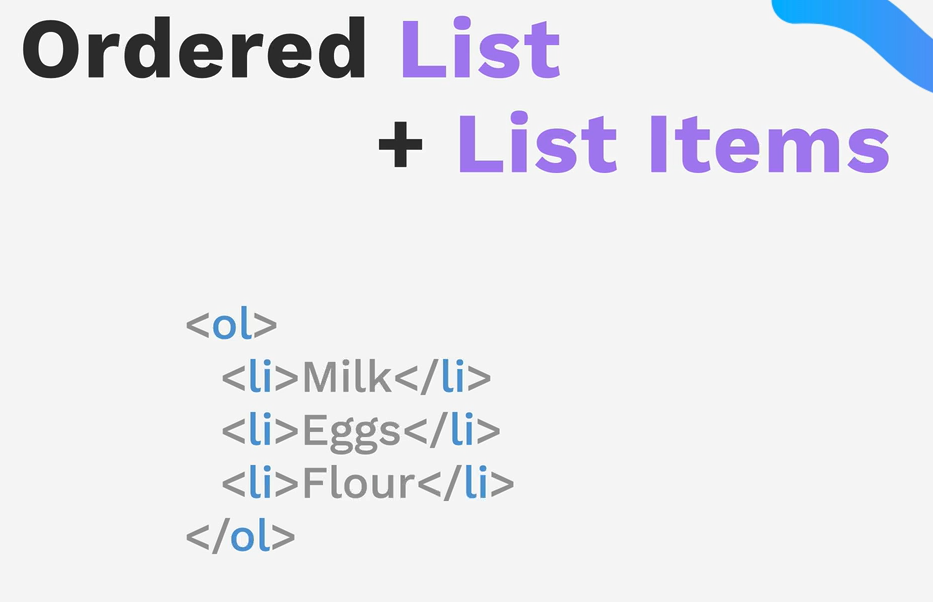 Ordered List
+ List Items
<ol>
<li>Milk</li>
<li>Eggs</li>
<li>Flour</li>
</ol>